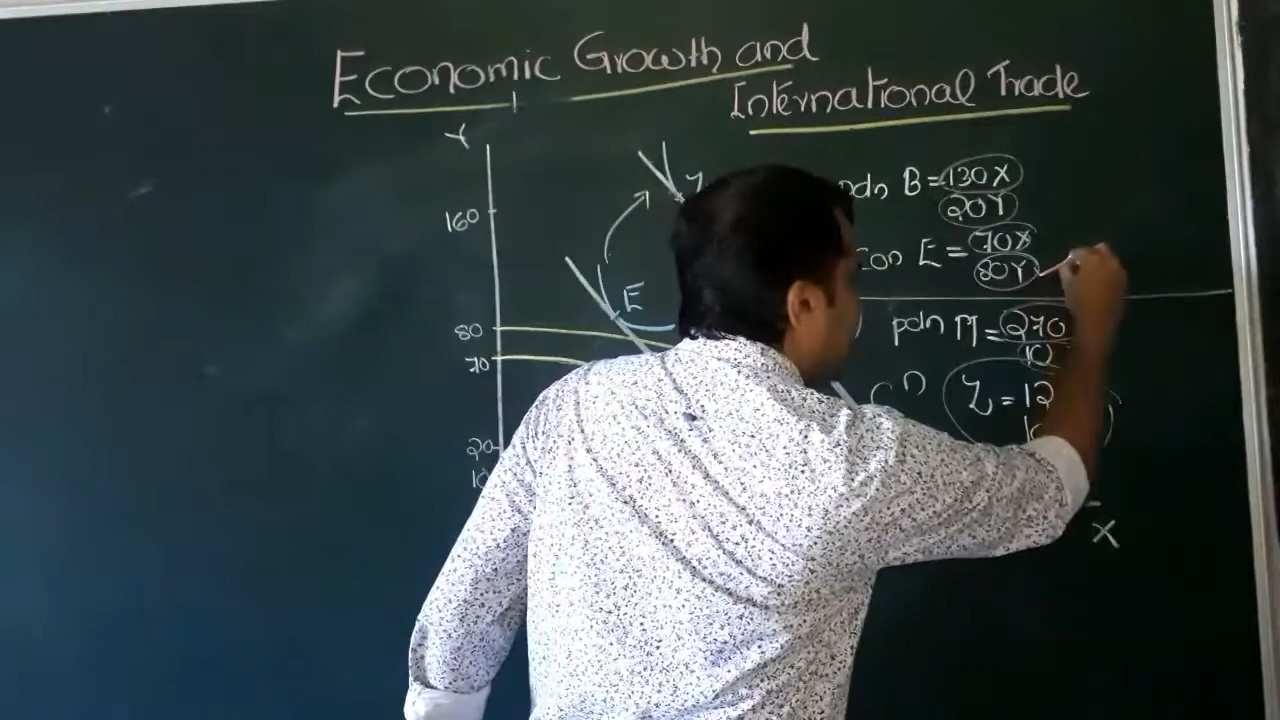 Economic Growth and
International Trade
Y
160
80
70
20
10
E
pdn B = 130X
20Y
con E = 70X
80Y
pdn M = 270
10
Z = 12
X